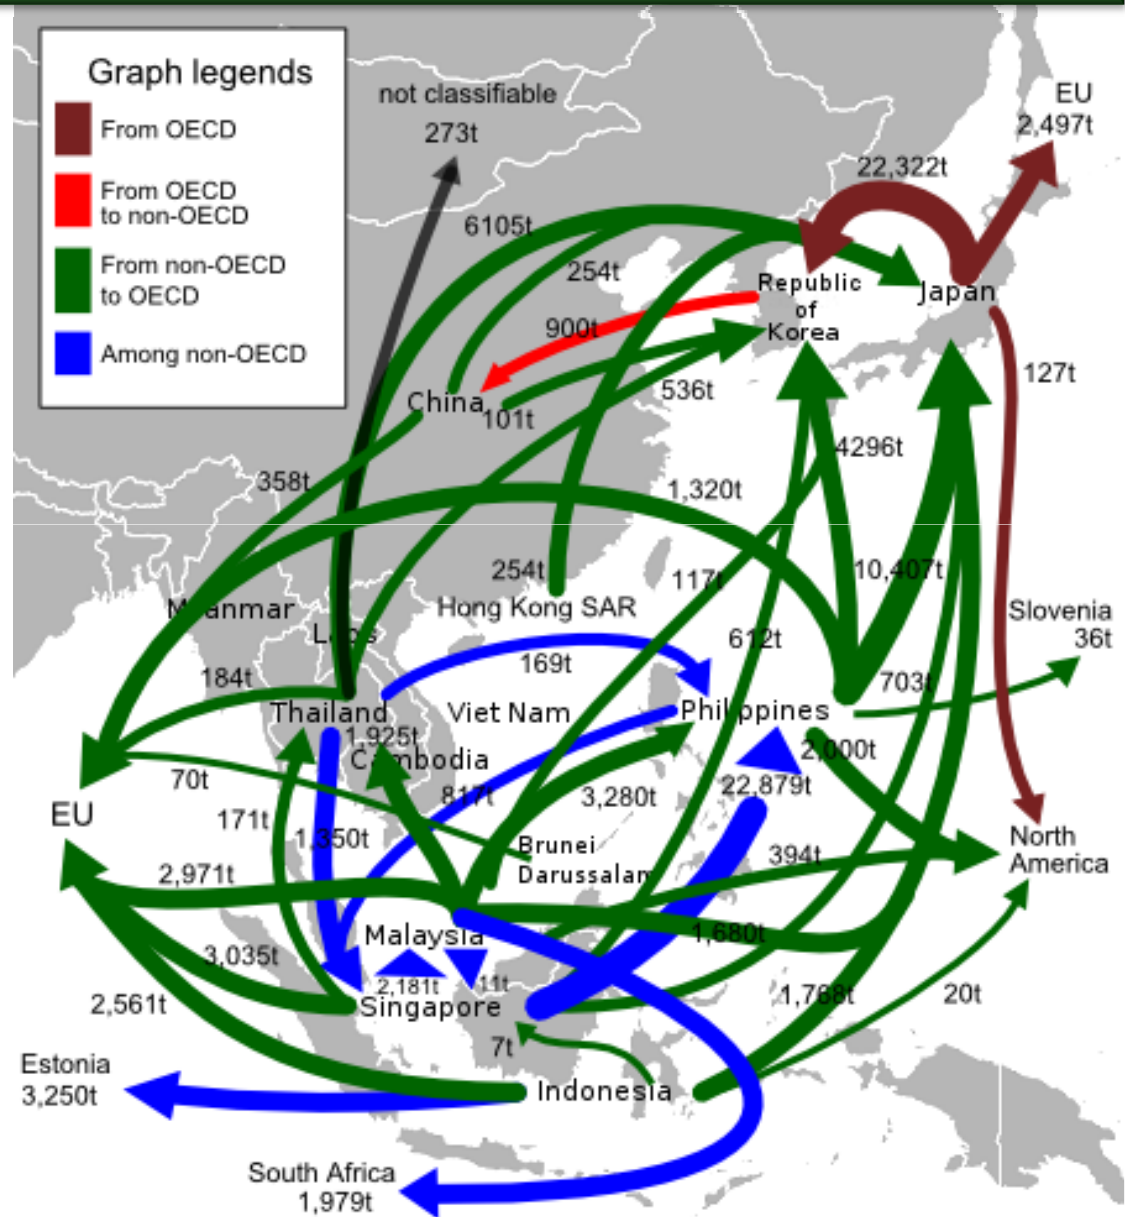 Graph legends
From OECD
From OECD
to non-OECD
From non-OECD
to OECD
Among non-OECD
not classifiable
273t
EU
2,497t
22,322t
6105t
254t
Republic
of
Korea
Japan
900t
China
101t
536t
127t
358t
4296t
1,320t
254t
Hong Kong SAR
117t
10,407t
Myanmar
Laos
612t
Slovenia
36t
169t
184t
703t
Thailand
Viet Nam
Philippines
1,925t
Cambodia
2,000t
70t
817t
3,280t
22,879t
EU
171t
1,350t
Brunei
Darussalam
North
America
394t
2,971t
Malaysia
1,680t
3,035t
2,181t
11t
Singapore
1,768t
20t
2,561t
7t
Estonia
3,250t
Indonesia
South Africa
1,979t